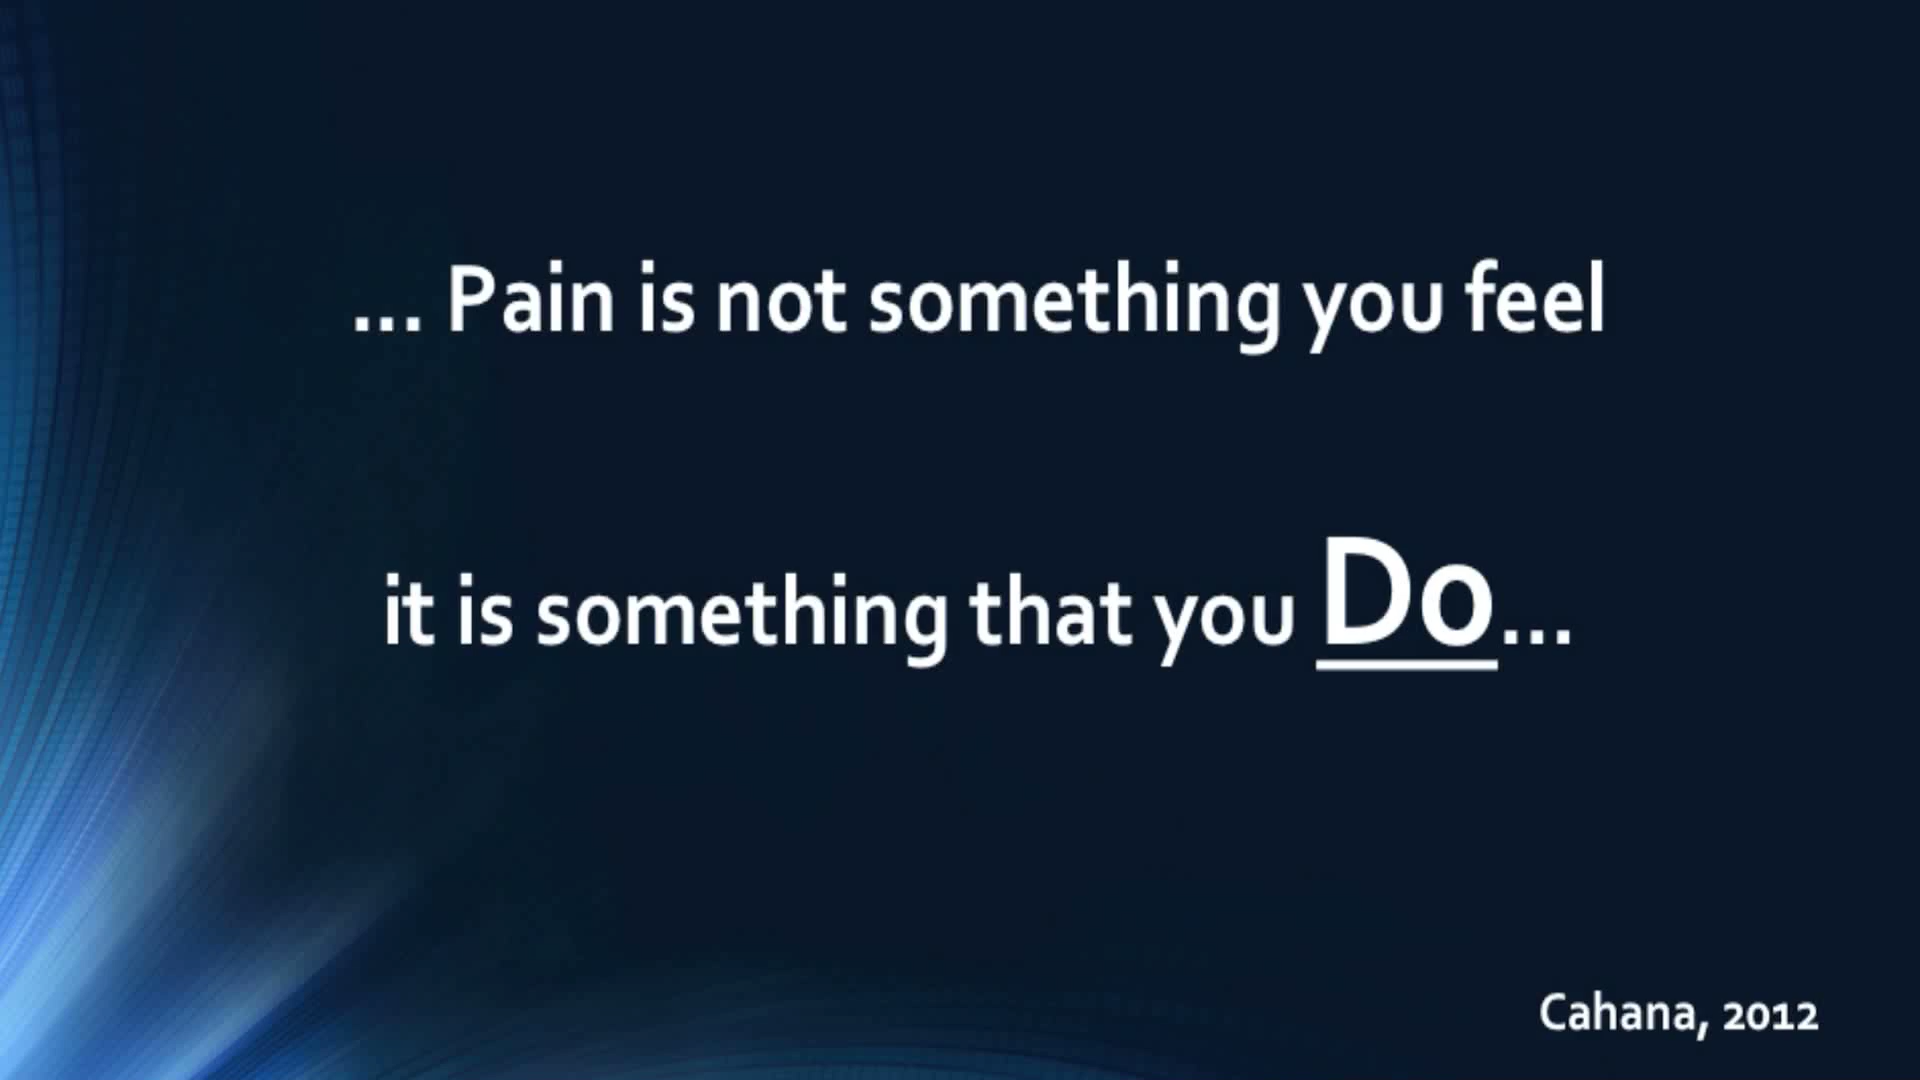 ... Pain is not something you feel
it is something that you Do...
Cahana, 2012